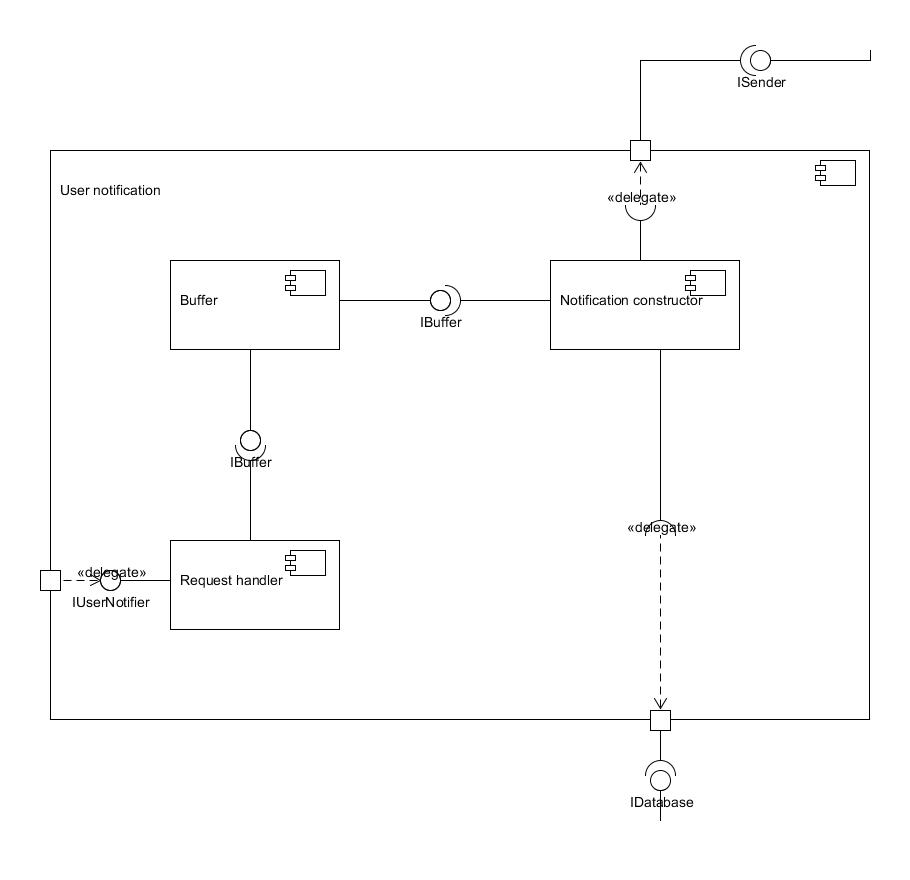 ISender
User notification
«delegate»
Buffer
IBuffer
Notification constructor
IBuffer
«delegate»
«delegate»
Request handler
IUserNotifier
IDatabase